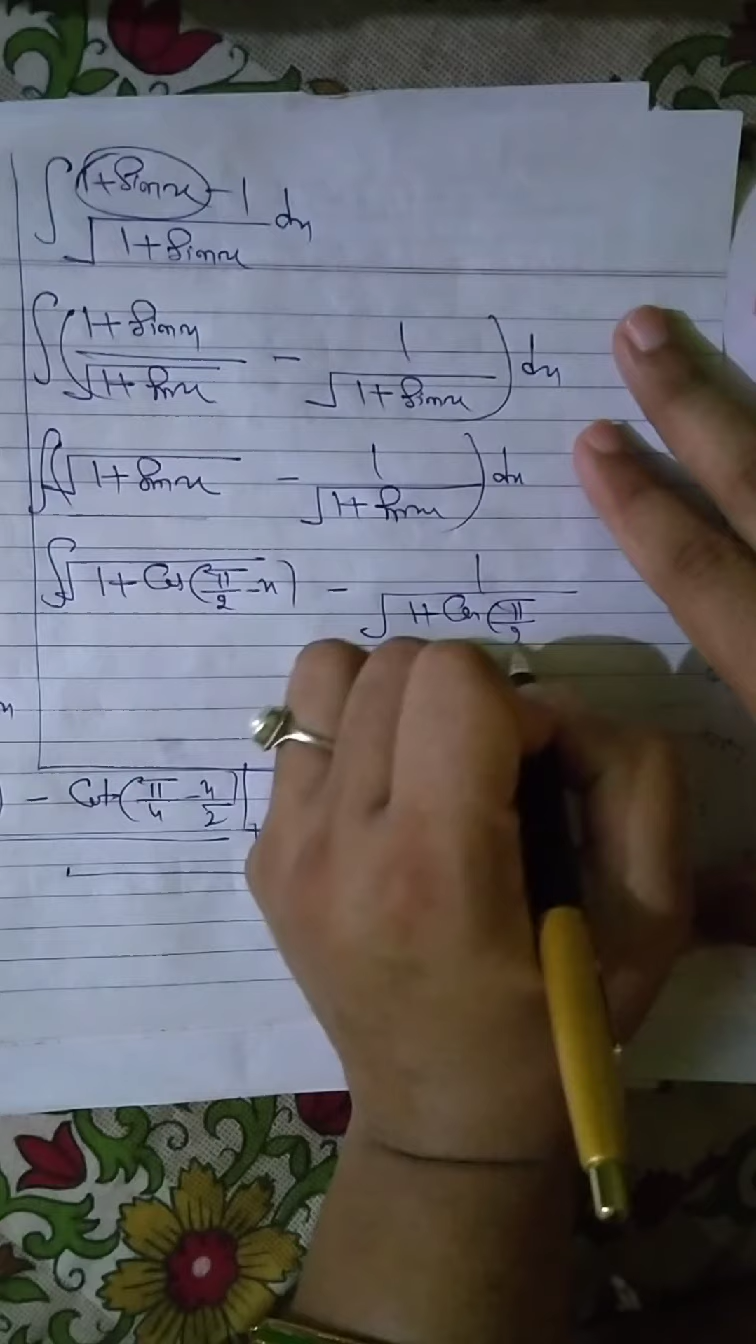 ∫ (1+Sinx - 1)/√(1+Sinx) dx
∫ ((1+Sinx)/√(1+Sinx) - 1/√(1+Sinx)) dx
∫ (√(1+Sinx) - 1/√(1+Sinx)) dx
∫ √(1+Cos(π/2 - x)) - 1/√(1+Cos(π/2
) - Cot(π/4 - x/2)|